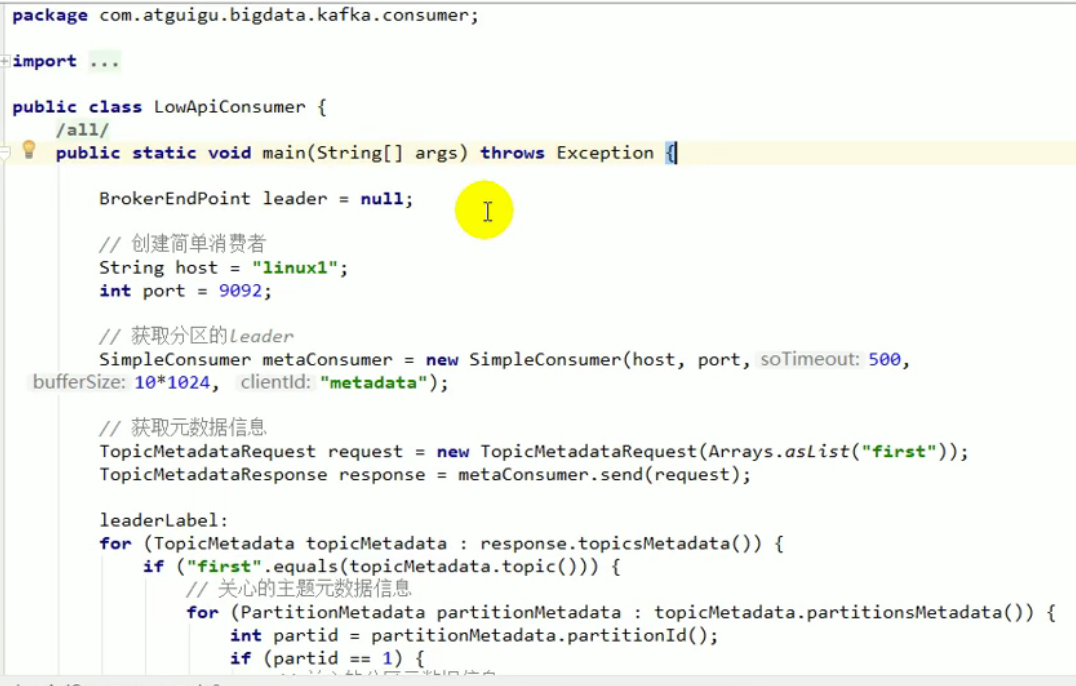 package com.atguigu.bigdata.kafka.consumer;
import ...
public class LowApiConsumer {
/all/
public static void main(String[] args) throws Exception {
BrokerEndPoint leader = null;
// 创建简单消费者
String host = "linux1";
int port = 9092;
// 获取分区的leader
SimpleConsumer metaConsumer = new SimpleConsumer(host, port, soTimeout: 500,
bufferSize: 10*1024, clientId: "metadata");
// 获取元数据信息
TopicMetadataRequest request = new TopicMetadataRequest(Arrays.asList("first"));
TopicMetadataResponse response = metaConsumer.send(request);
leaderLabel:
for (TopicMetadata topicMetadata : response.topicsMetadata()) {
if ("first".equals(topicMetadata.topic())) {
// 关心的主题元数据信息
for (PartitionMetadata partitionMetadata : topicMetadata.partitionsMetadata()) {
int partid = partitionMetadata.partitionId();
if (partid == 1) {